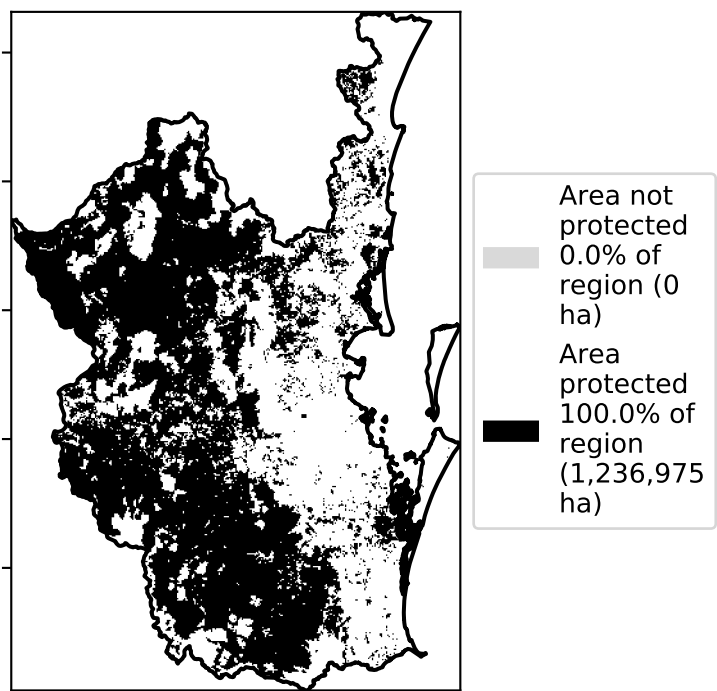 Area not
protected
0.0% of
region (0
ha)
Area
protected
100.0% of
region
(1,236,975
ha)